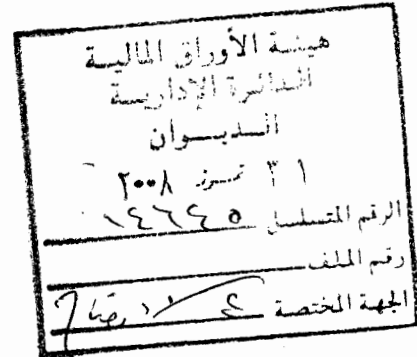 هيئة الأوراق المالية
الدائرة الإدارية
الديوان
٣١ تموز ٢٠٠٨
الرقم المتسلسل ١٤٦٤٥
رقم الملف
الجهة المختصة